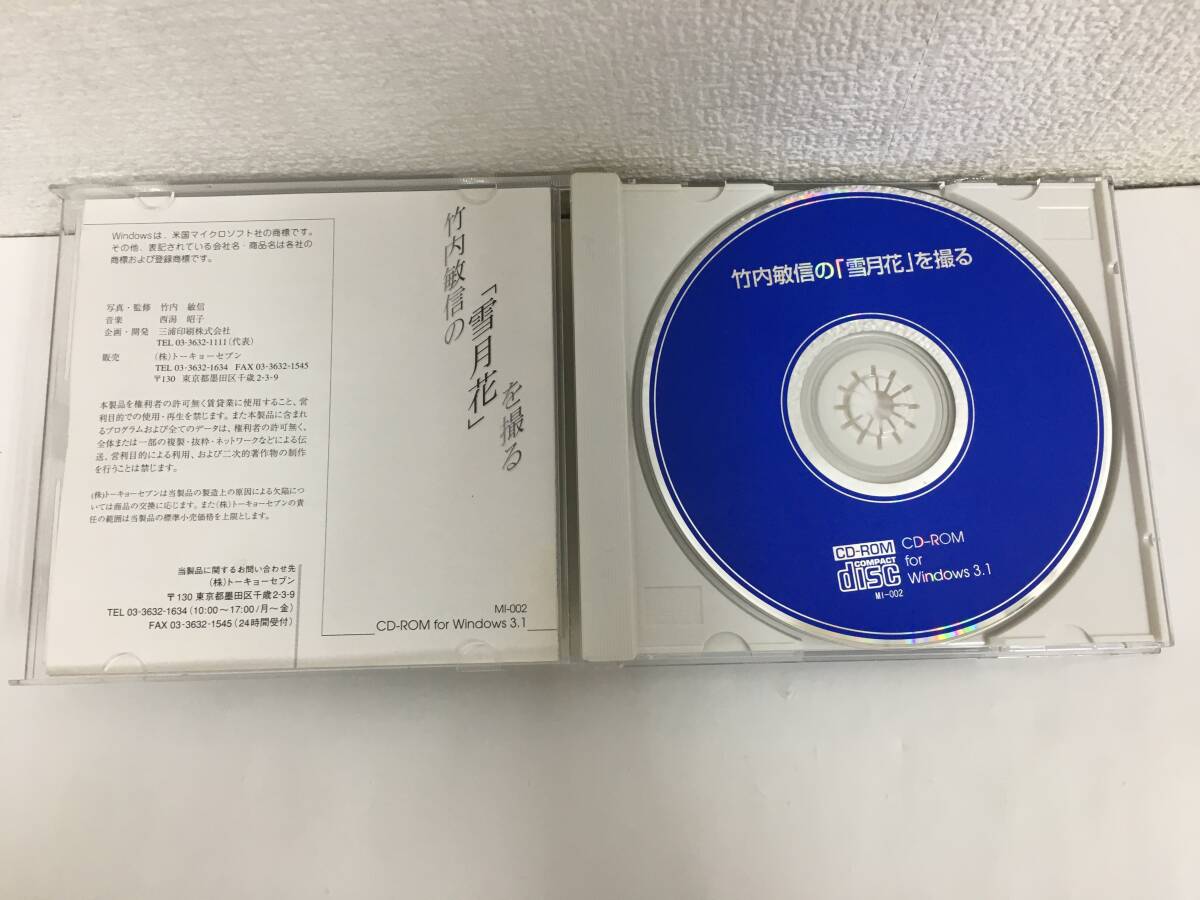 Windowsは、米国マイクロソフト社の商標です。
その他、表記されている会社名・商品名は各社の
商標および登録商標です。
写真・監修 竹内 敏信
音楽 西潟 昭子
企画・開発 三浦印刷株式会社
TEL 03-3632-1111(代表)
販売 (株)トーキョーセブン
TEL 03-3632-1634 FAX 03-3632-1545
〒130 東京都墨田区千歳2-3-9
本製品を権利者の許可無く賃貸業に使用すること、営
利目的での使用・再生を禁じます。また本製品に含まれ
るプログラムおよび全てのデータは、権利者の許可無く、
全体または一部の複製・抜粋・ネットワークなどによる伝
送、営利目的による利用、および二次的著作物の制作
を行うことは禁じます。
(株)トーキョーセブンは当製品の製造上の原因による欠陥につ
いては商品の交換に応じます。また(株)トーキョーセブンの責
任の範囲は当製品の標準小売価格を上限とします。
当製品に関するお問い合わせ先
(株)トーキョーセブン
〒130 東京都墨田区千歳2-3-9
TEL 03-3632-1634 (10:00〜17:00/月〜金)
FAX 03-3632-1545 (24時間受付)
竹内敏信の
「雪月花」
を撮る
MI-002
CD-ROM for Windows 3.1
竹内敏信の「雪月花」を撮る
CD-ROM
COMPACT
disc
MI-002
CD-ROM
for
Windows 3.1